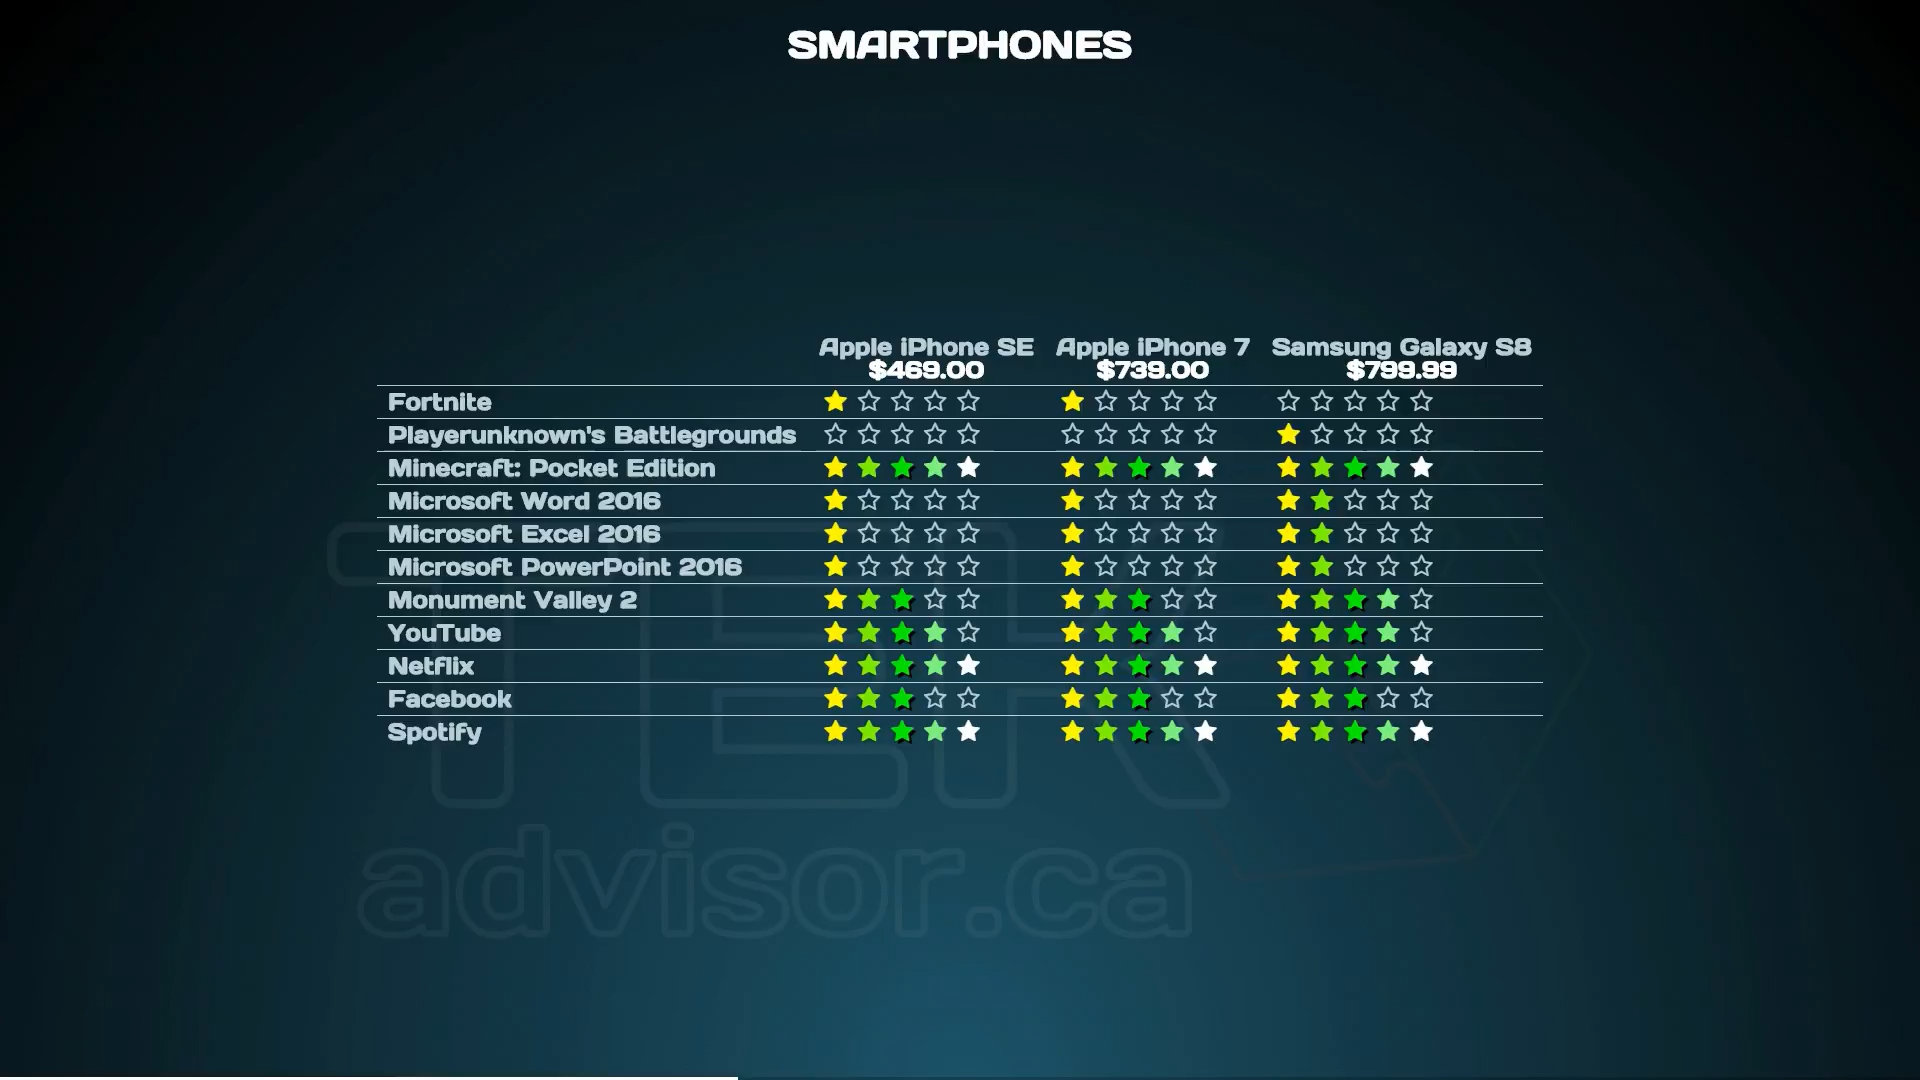 SMARTPHONES
Apple iPhone SE Apple iPhone 7 Samsung Galaxy S8
$469.00 $739.00 $799.99
Fortnite
Playerunknown's Battlegrounds
Minecraft: Pocket Edition
Microsoft Word 2016
Microsoft Excel 2016
Microsoft PowerPoint 2016
Monument Valley 2
YouTube
Netflix
Facebook
Spotify
TEK
advisor.ca